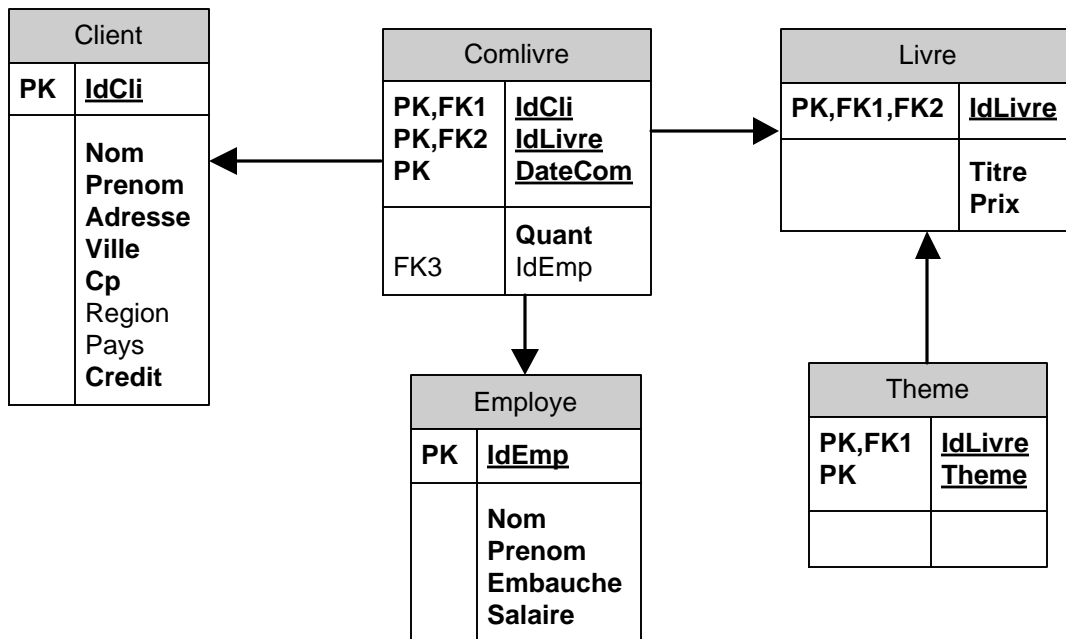 Client
PK IdCli
Nom
Prenom
Adresse
Ville
Cp
Region
Pays
Credit
Comlivre
PK,FK1 IdCli
PK,FK2 IdLivre
PK DateCom
Quant
FK3 IdEmp
Livre
PK,FK1,FK2 IdLivre
Titre
Prix
Employe
PK IdEmp
Nom
Prenom
Embauche
Salaire
Theme
PK,FK1 IdLivre
PK Theme